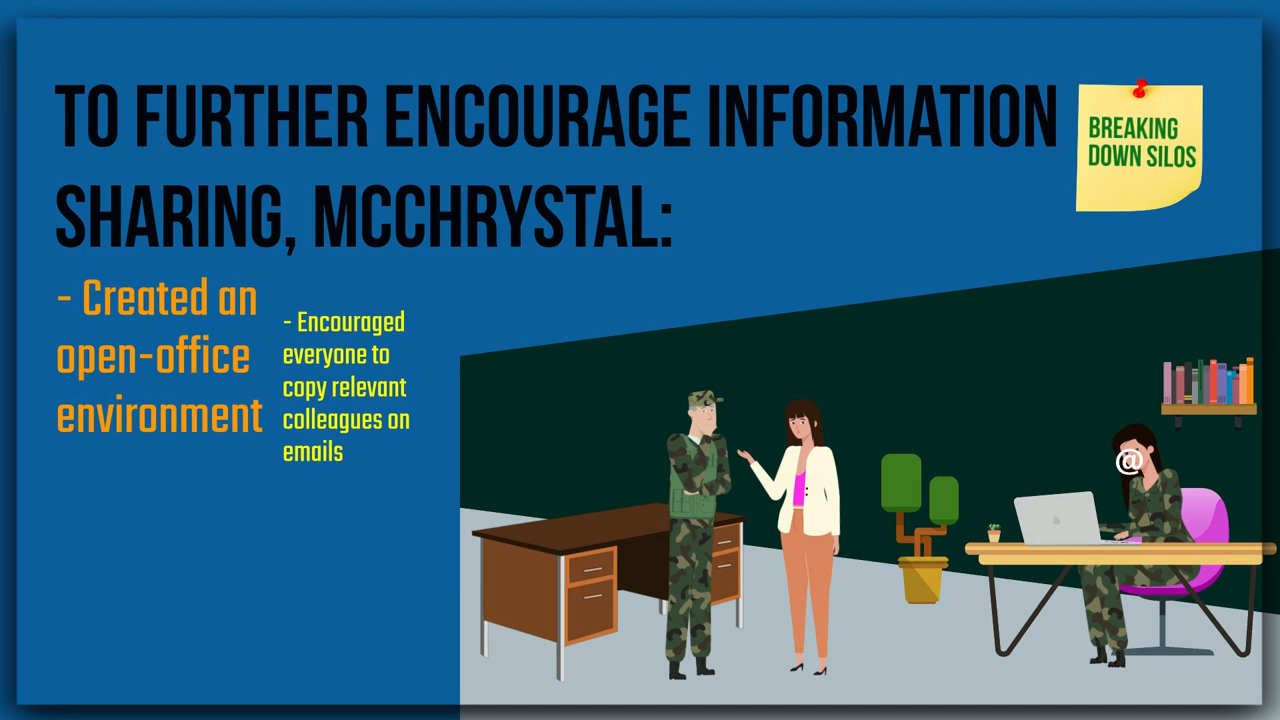 TO FURTHER ENCOURAGE INFORMATION
SHARING, MCCHRYSTAL:
BREAKING
DOWN SILOS
- Created an
open-office
environment
- Encouraged
everyone to
copy relevant
colleagues on
emails
@